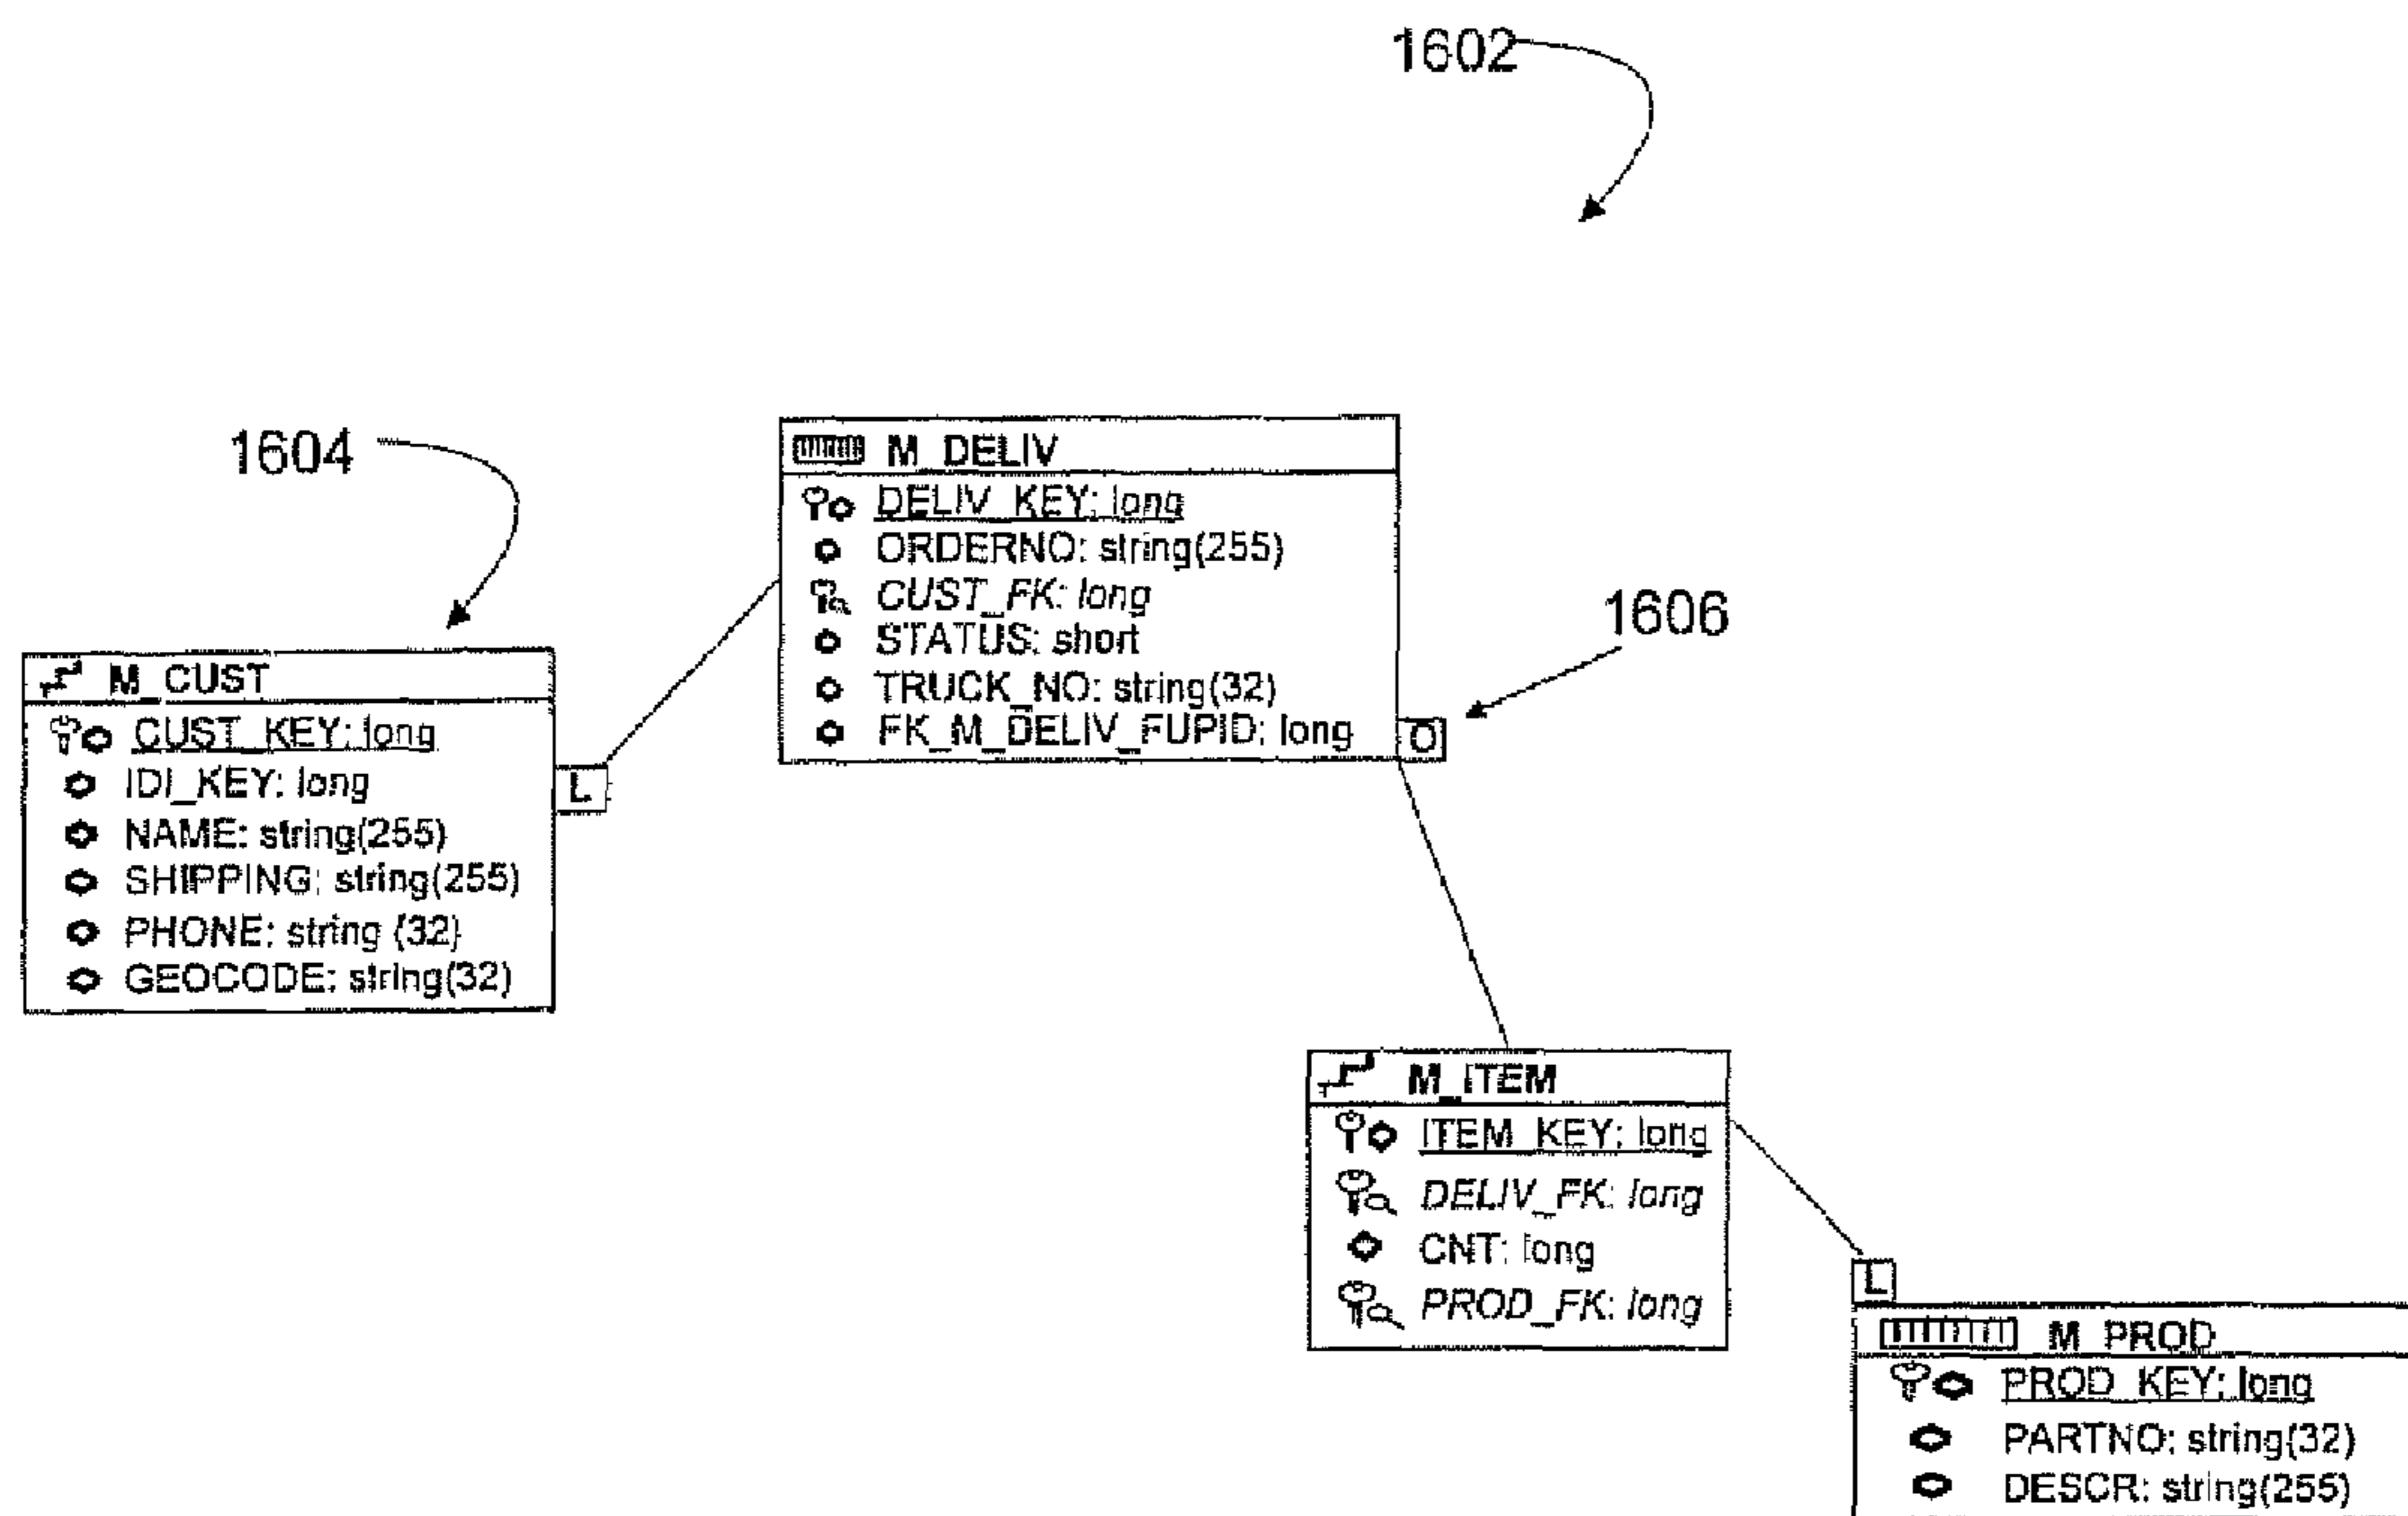 1602
1604
M_DELIV
DELIV_KEY: long
ORDERNO: string(255)
CUST_FK: long
STATUS: short
TRUCK_NO: string(32)
FK_M_DELIV_FUPID: long
O
1606
M_CUST
CUST_KEY: long
IDI_KEY: long
NAME: string(255)
SHIPPING: string(255)
PHONE: string (32)
GEOCODE: string(32)
L
M_ITEM
ITEM_KEY: long
DELIV_FK: long
CNT: long
PROD_FK: long
L
M_PROD
PROD_KEY: long
PARTNO: string(32)
DESCR: string(255)